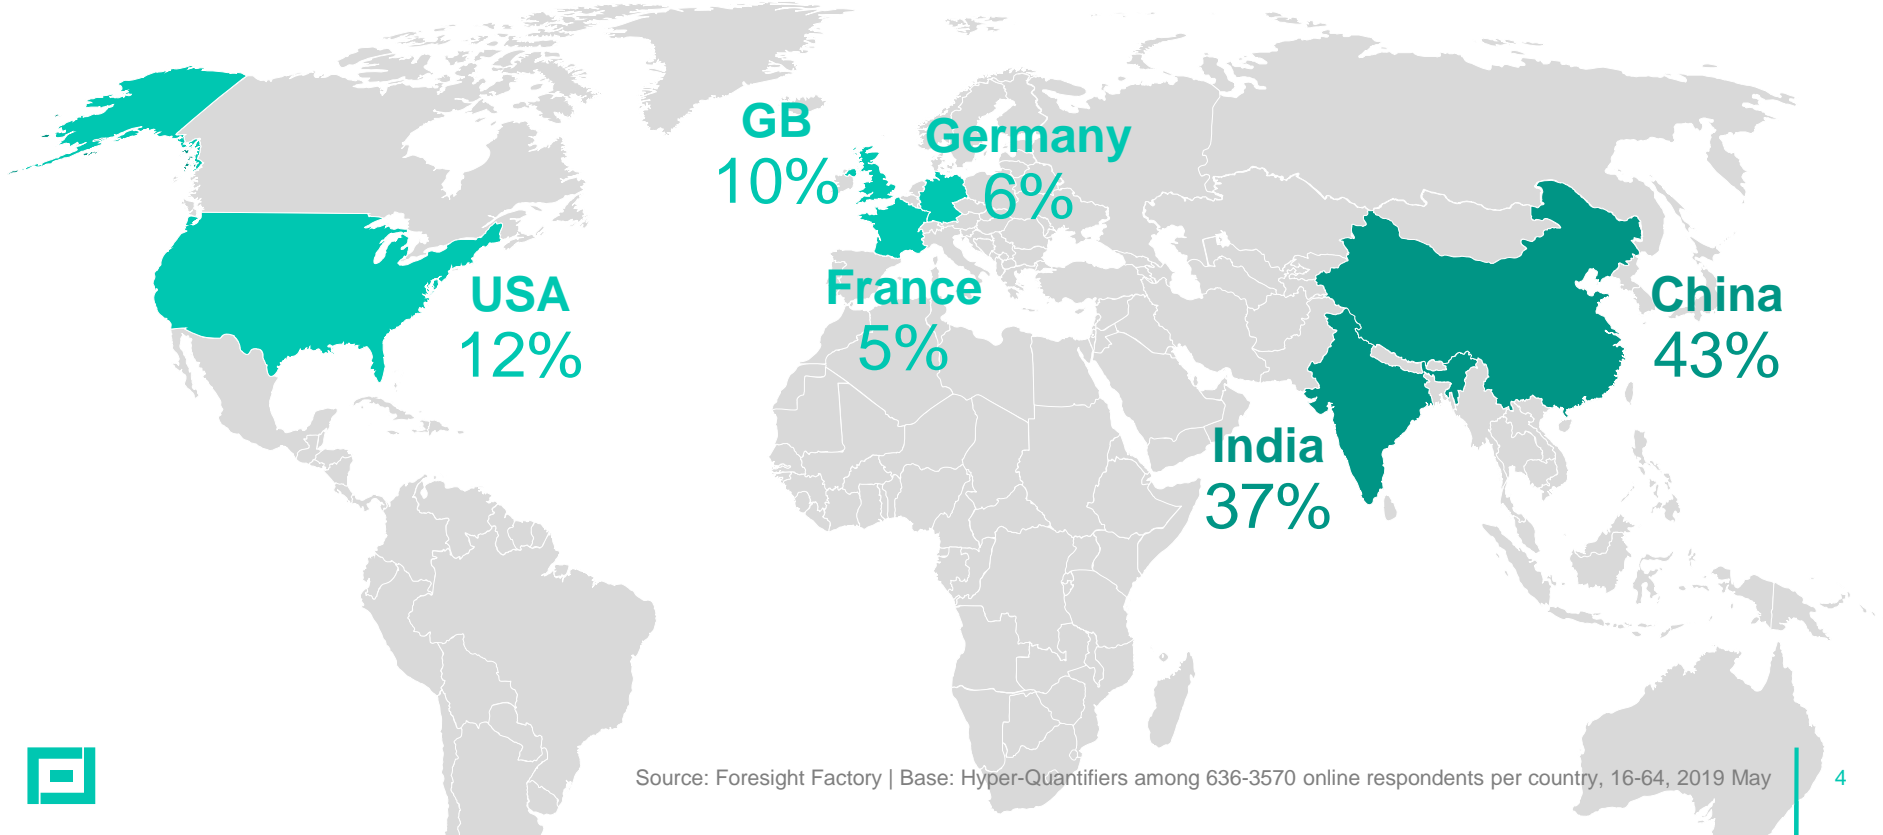 GB
10%
Germany
6%
USA
12%
France
5%
China
43%
India
37%
Source: Foresight Factory | Base: Hyper-Quantifiers among 636-3570 online respondents per country, 16-64, 2019 May
4